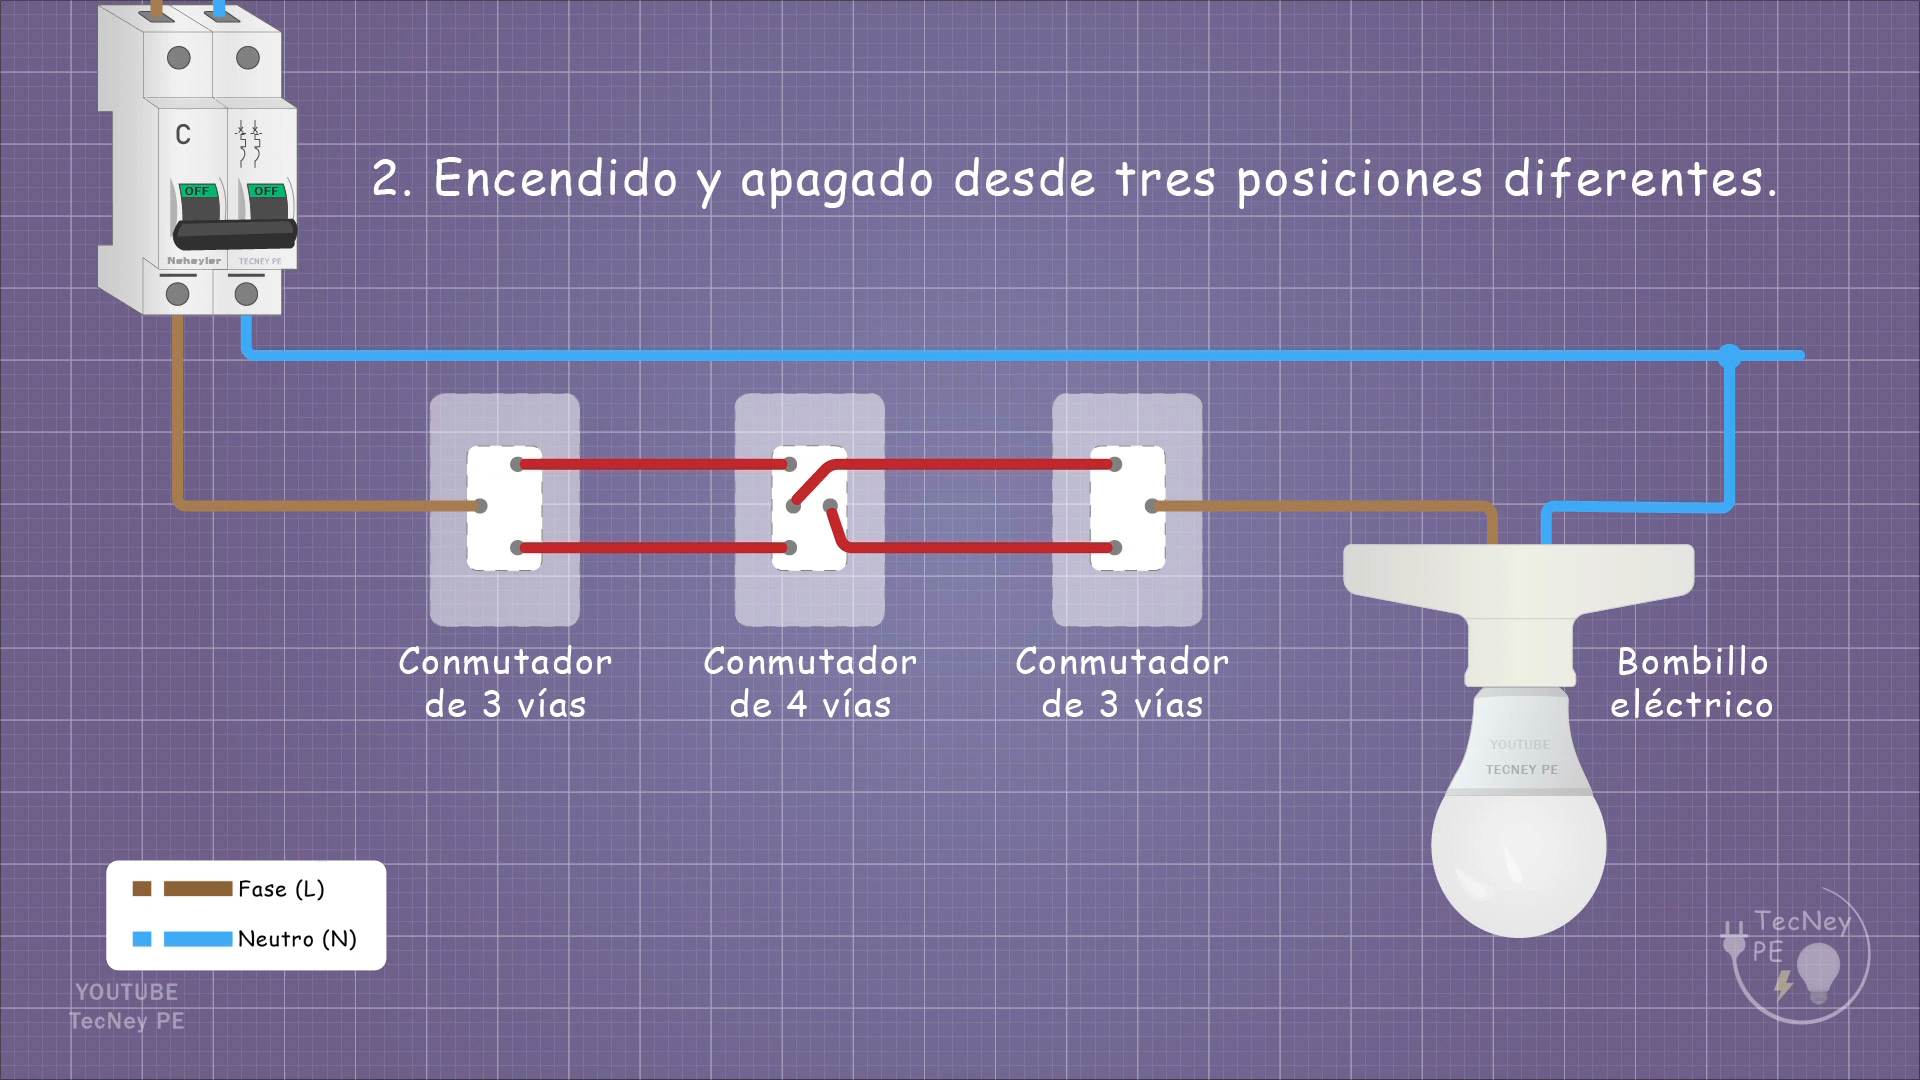 C
OFF OFF
Noheyler TECNEY PE
2. Encendido y apagado desde tres posiciones diferentes.
Conmutador
de 3 vías
Conmutador
de 4 vías
Conmutador
de 3 vías
Bombillo
eléctrico
YOUTUBE
TECNEY PE
Fase (L)
Neutro (N)
YOUTUBE
TecNey PE
TecNey
PE